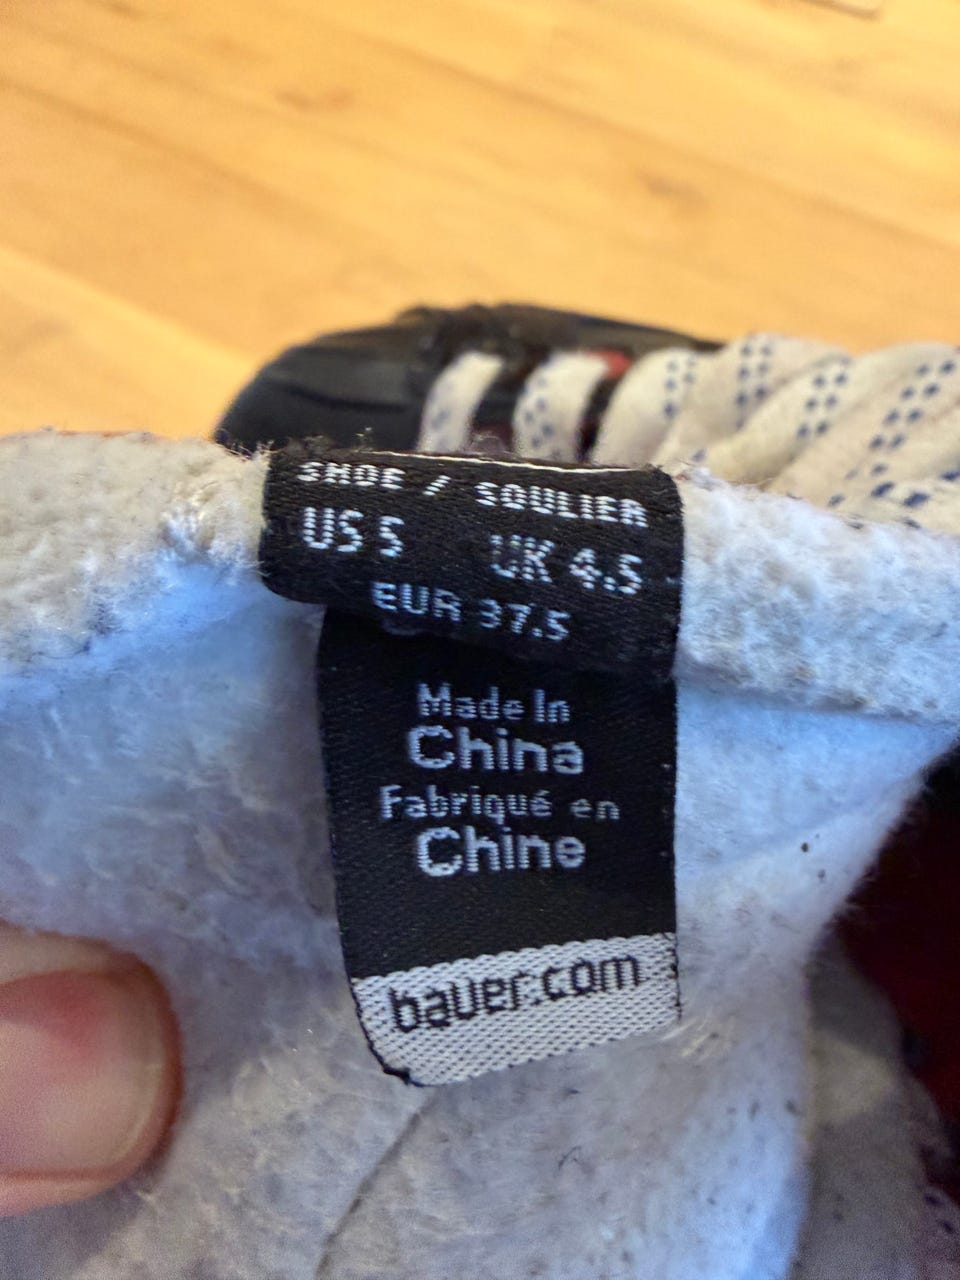 SHOE / SOULIER
US 5 UK 4.5
EUR 37.5
Made In
China
Fabriqué en
Chine
bauer.com